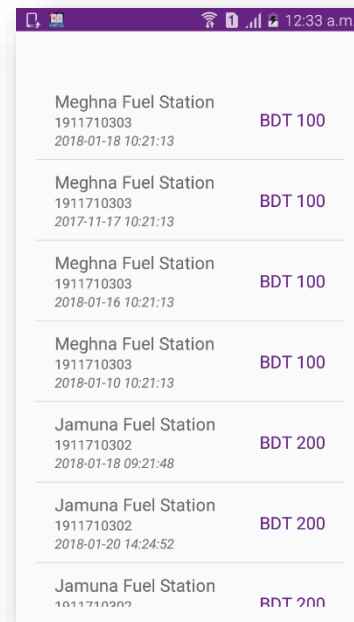 12:33 a.m.
Meghna Fuel Station
1911710303
BDT 100
2018-01-18 10:21:13
Meghna Fuel Station
1911710303
BDT 100
2017-11-17 10:21:13
Meghna Fuel Station
1911710303
BDT 100
2018-01-16 10:21:13
Meghna Fuel Station
1911710303
BDT 100
2018-01-10 10:21:13
Jamuna Fuel Station
1911710302
BDT 200
2018-01-18 09:21:48
Jamuna Fuel Station
1911710302
BDT 200
2018-01-20 14:24:52
Jamuna Fuel Station
1911710302
BDT 200